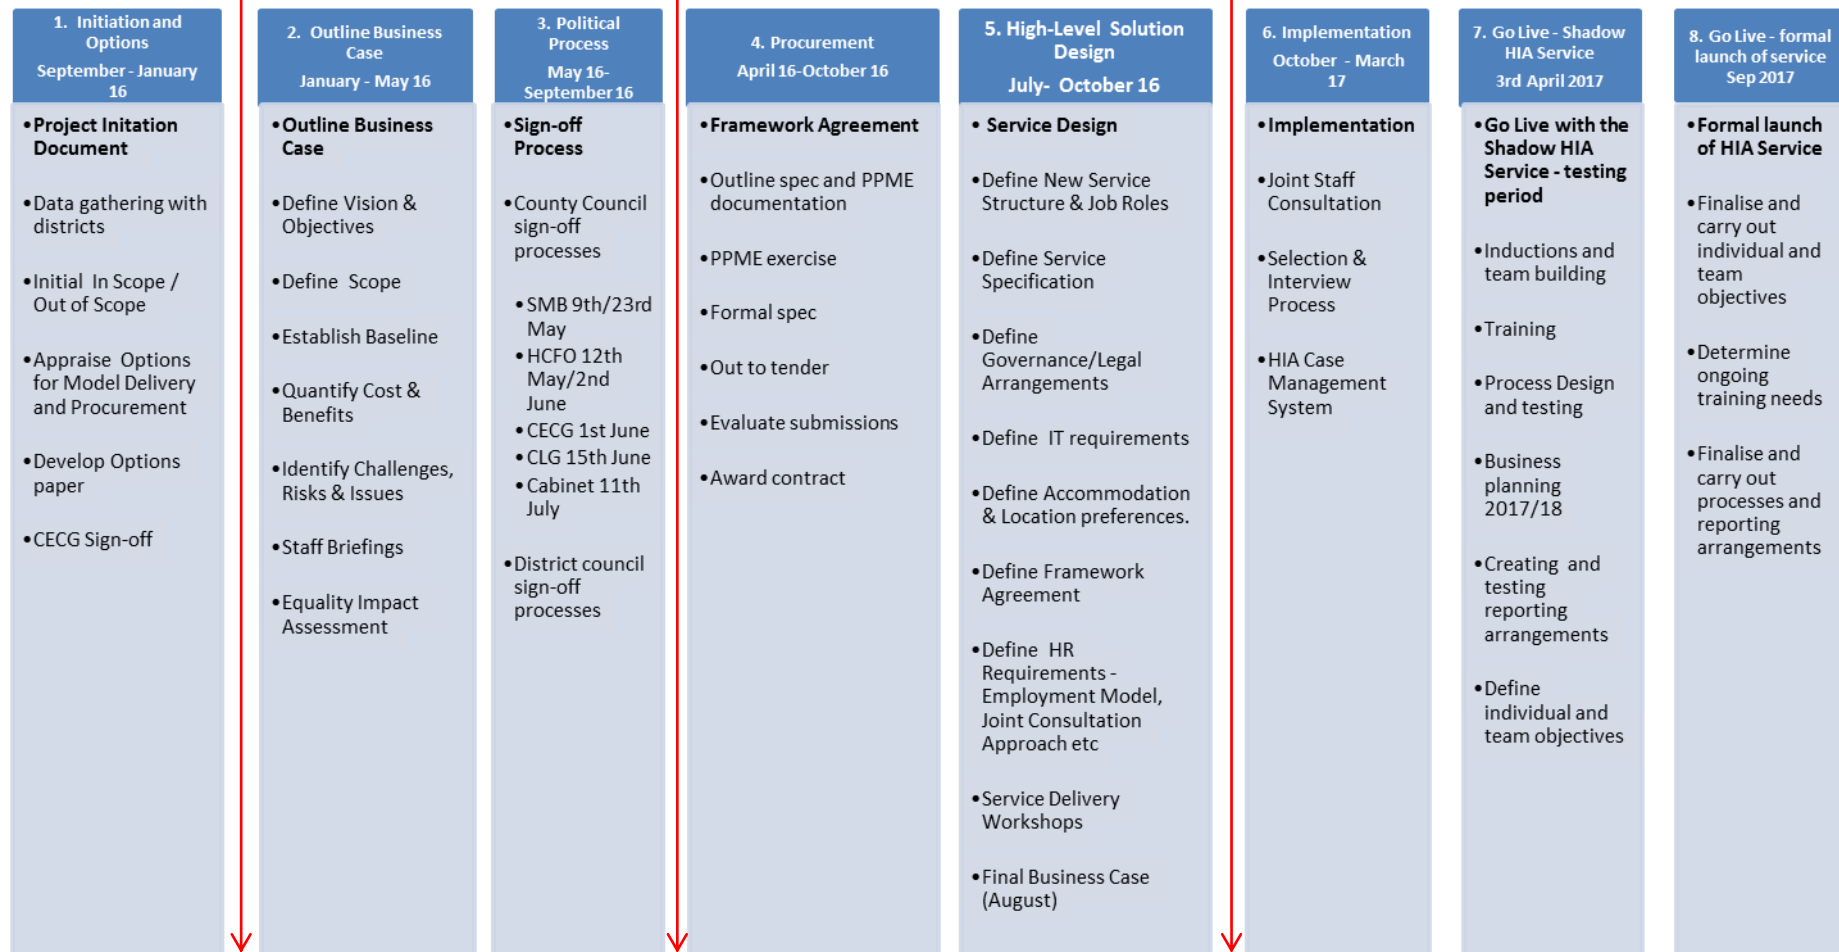 1. Initiation and
Options
September - January
16
•Project Initation
Document
•Data gathering with
districts
•Initial In Scope /
Out of Scope
•Appraise Options
for Model Delivery
and Procurement
•Develop Options
paper
•CECG Sign-off
2. Outline Business
Case
January - May 16
•Outline Business
Case
•Define Vision &
Objectives
•Define Scope
•Establish Baseline
•Quantify Cost &
Benefits
•Identify Challenges,
Risks & Issues
•Staff Briefings
•Equality Impact
Assessment
3. Political
Process
May 16-
September 16
•Sign-off
Process
•County Council
sign-off
processes
•SMB 9th/23rd
May
•HCFO 12th
May/2nd
June
•CECG 1st June
•CLG 15th June
•Cabinet 11th
July
•District council
sign-off
processes
4. Procurement
April 16-October 16
•Framework Agreement
•Outline spec and PPME
documentation
•PPME exercise
•Formal spec
•Out to tender
•Evaluate submissions
•Award contract
5. High-Level Solution
Design
July- October 16
• Service Design
•Define New Service
Structure & Job Roles
•Define Service
Specification
•Define
Governance/Legal
Arrangements
•Define IT requirements
•Define Accommodation
& Location preferences.
•Define Framework
Agreement
•Define HR
Requirements -
Employment Model,
Joint Consultation
Approach etc
•Service Delivery
Workshops
•Final Business Case
(August)
6. Implementation
October - March
17
•Implementation
•Joint Staff
Consultation
•Selection &
Interview
Process
•HIA Case
Management
System
7. Go Live - Shadow
HIA Service
3rd April 2017
•Go Live with the
Shadow HIA
Service - testing
period
•Inductions and
team building
•Training
•Process Design
and testing
•Business
planning
2017/18
•Creating and
testing
reporting
arrangements
•Define
individual and
team objectives
8. Go Live - formal
launch of service
Sep 2017
•Formal launch
of HIA Service
•Finalise and
carry out
individual and
team
objectives
•Determine
ongoing
training needs
•Finalise and
carry out
processes and
reporting
arrangements